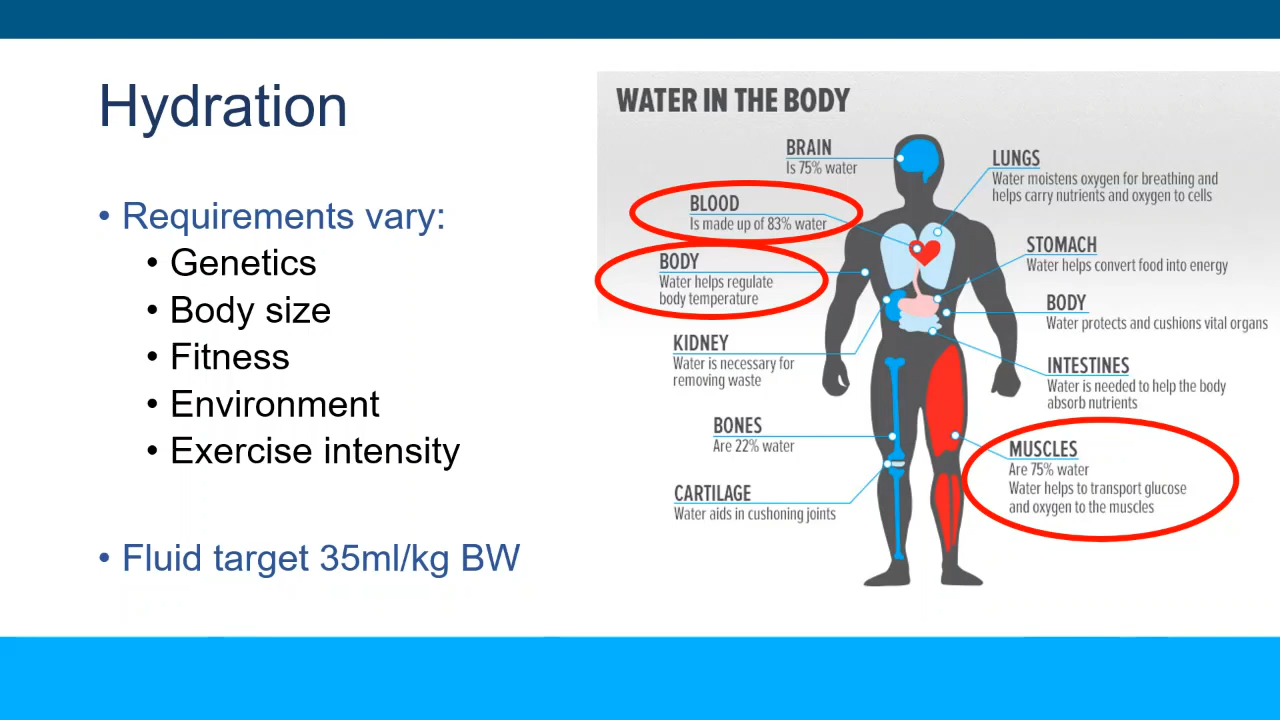 Hydration
• Requirements vary:
• Genetics
• Body size
• Fitness
• Environment
• Exercise intensity
• Fluid target 35ml/kg BW
WATER IN THE BODY
BRAIN
Is 75% water
BLOOD
Is made up of 83% water
BODY
Water helps regulate
body temperature
KIDNEY
Water is necessary for
removing waste
BONES
Are 22% water
CARTILAGE
Water aids in cushoning joints
LUNGS
Water moistens oxygen for breathing and
helps carry nutrients and oxygen to cells
STOMACH
Water helps convert food into energy
BODY
Water protects and cushions vital organs
INTESTINES
Water is needed to help the body
absorb nutrients
MUSCLES
Are 75% water
Water helps to transport glucose
and oxygen to the muscles